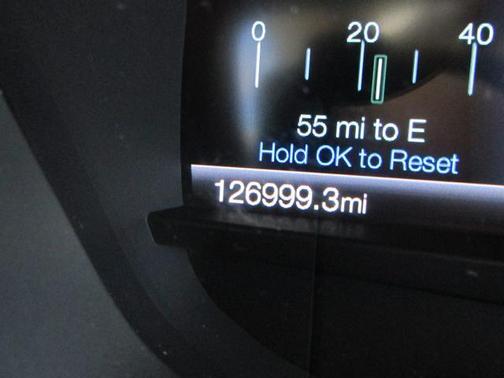 0 20 40
55 mi to E
Hold OK to Reset
126999.3mi